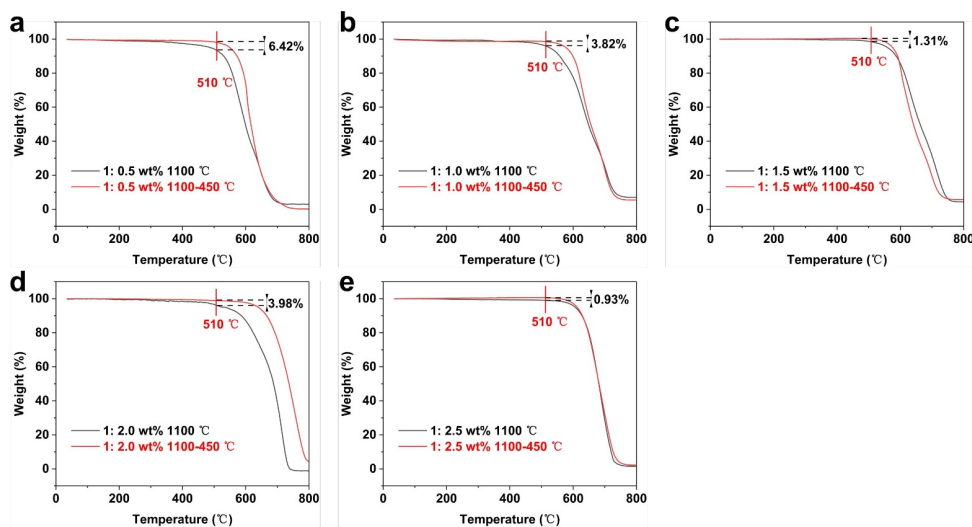 a
100
80
60
40
20
0
Weight (%)
6.42%
510 ℃
1: 0.5 wt% 1100 ℃
1: 0.5 wt% 1100-450 ℃
0 200 400 600 800
Temperature (℃)
b
100
80
60
40
20
0
Weight (%)
3.82%
510 ℃
1: 1.0 wt% 1100 ℃
1: 1.0 wt% 1100-450 ℃
0 200 400 600 800
Temperature (℃)
c
100
80
60
40
20
0
Weight (%)
1.31%
510 ℃
1: 1.5 wt% 1100 ℃
1: 1.5 wt% 1100-450 ℃
0 200 400 600 800
Temperature (℃)
d
100
80
60
40
20
0
Weight (%)
3.98%
510 ℃
1: 2.0 wt% 1100 ℃
1: 2.0 wt% 1100-450 ℃
0 200 400 600 800
Temperature (℃)
e
100
80
60
40
20
0
Weight (%)
0.93%
510 ℃
1: 2.5 wt% 1100 ℃
1: 2.5 wt% 1100-450 ℃
0 200 400 600 800
Temperature (℃)